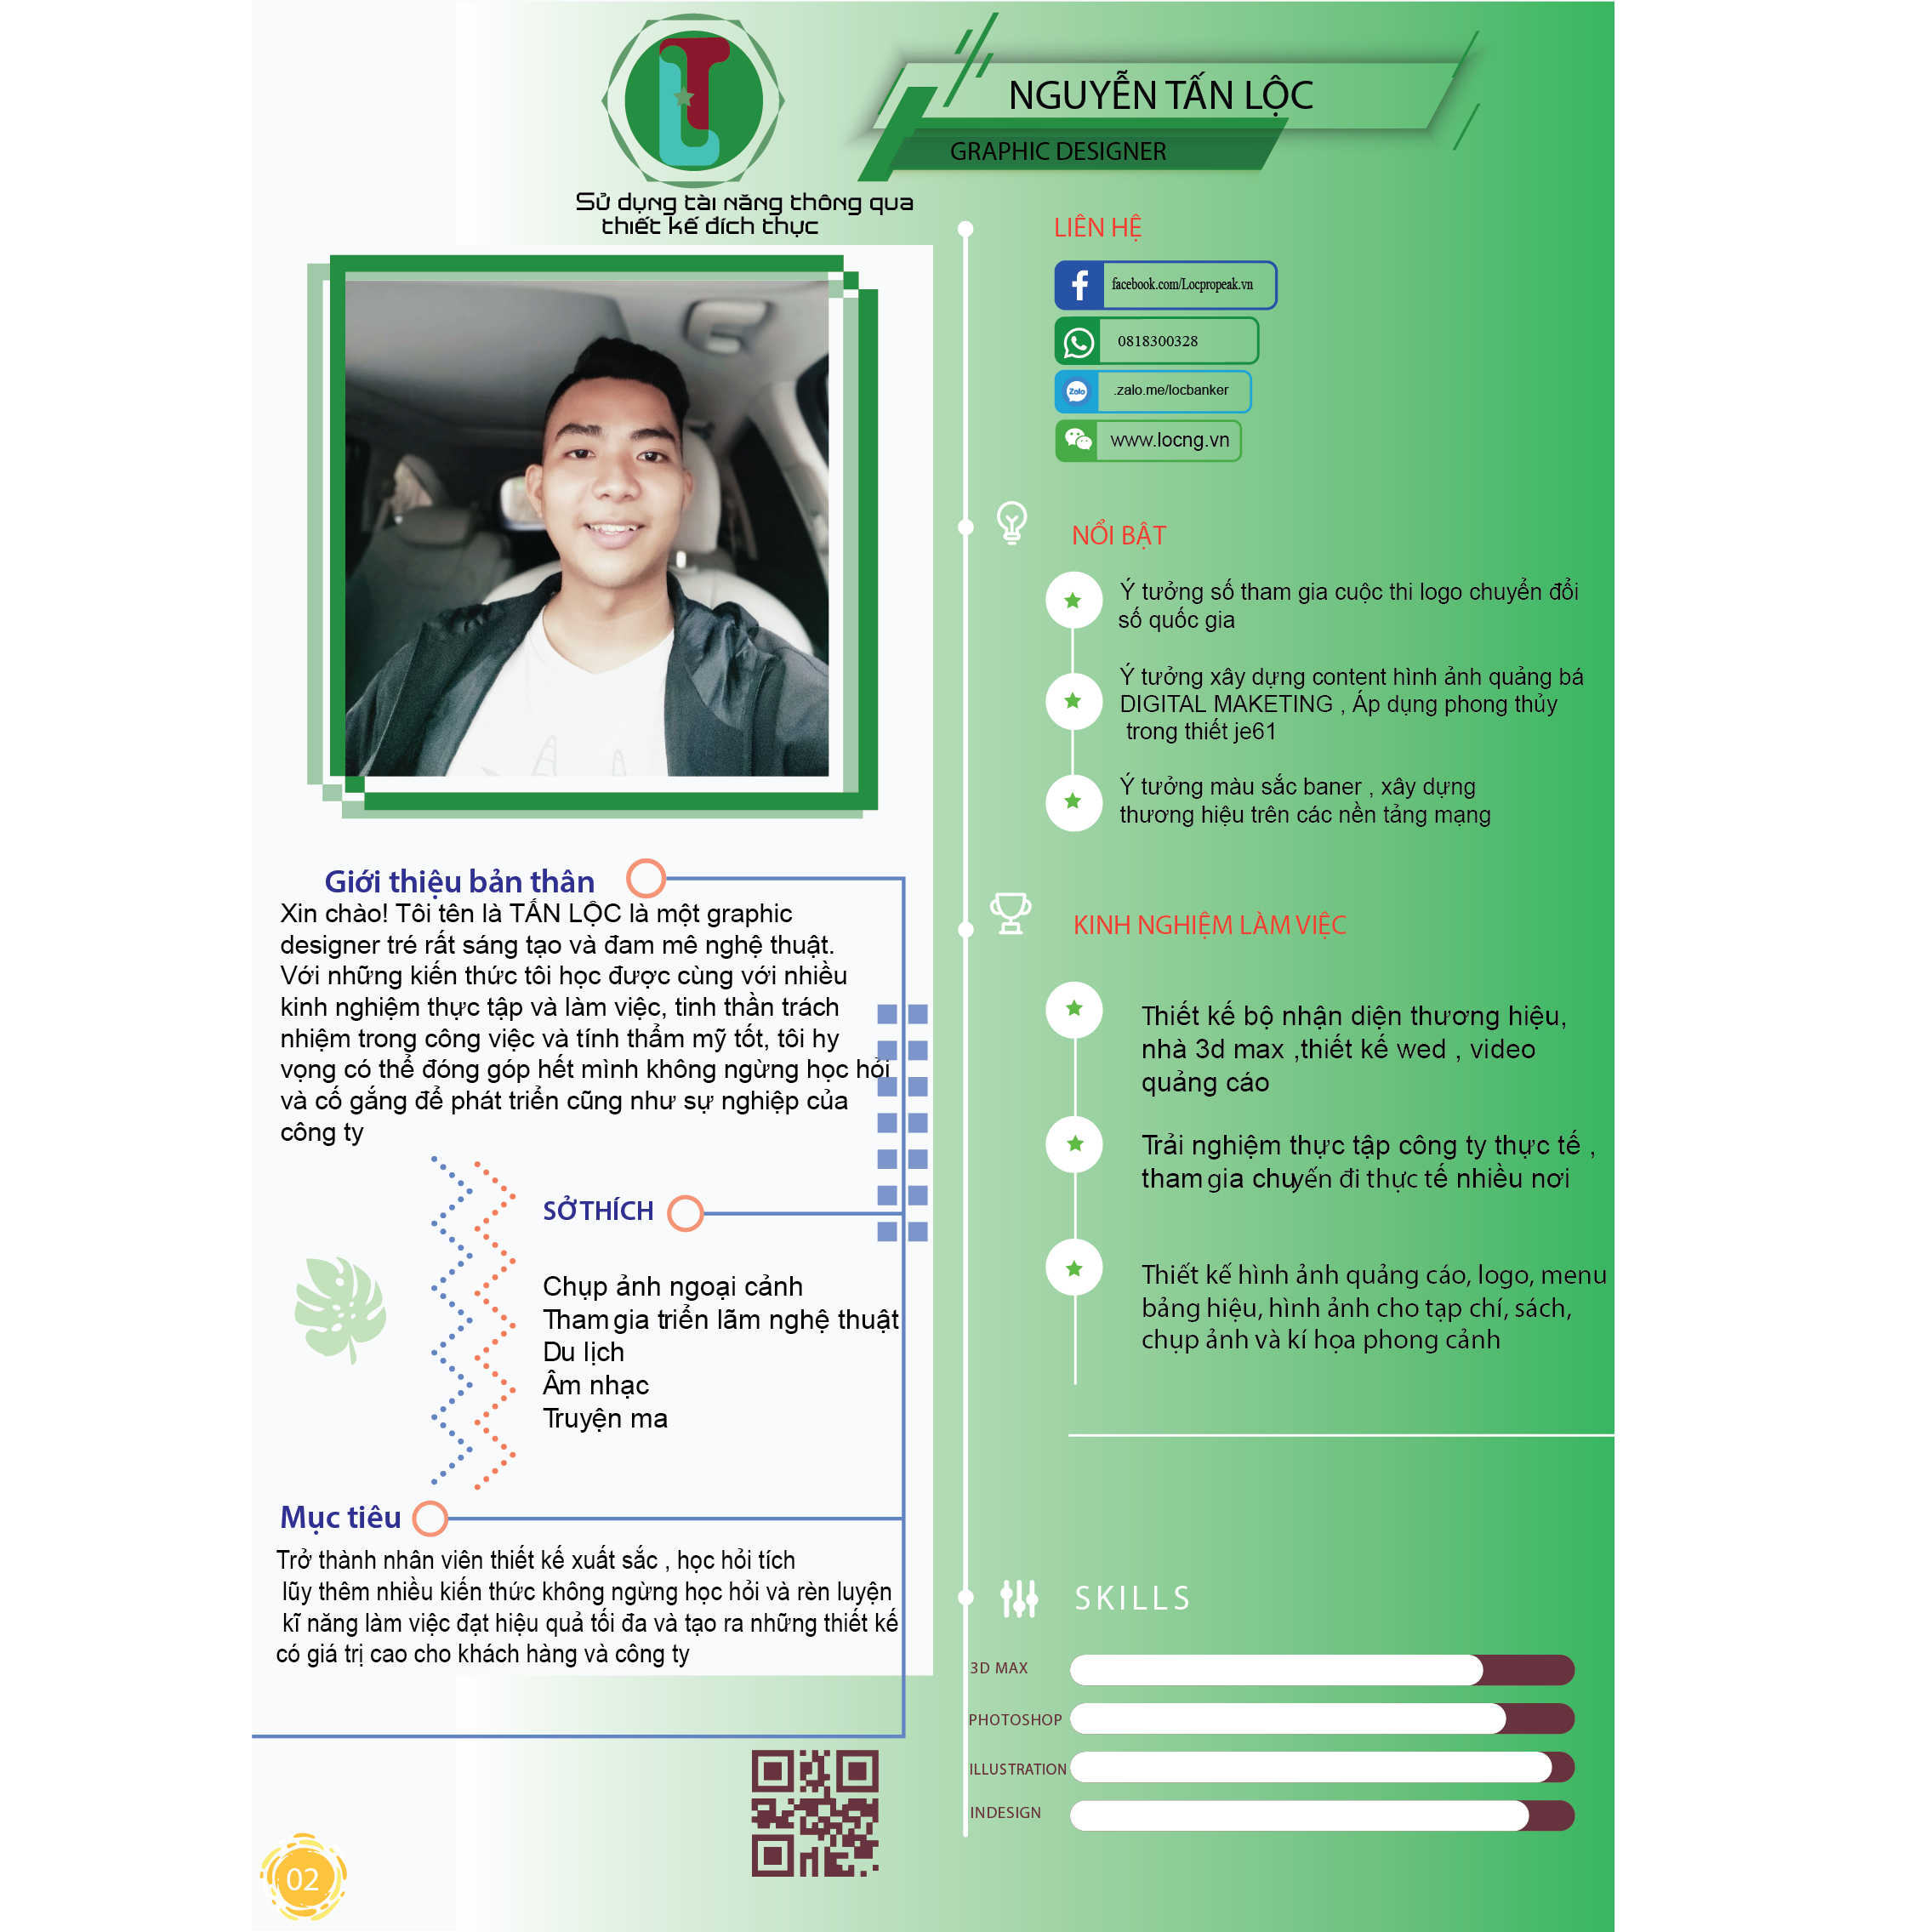 NGUYỄN TẤN LỘC
GRAPHIC DESIGNER
Sử dụng tài năng thông qua
thiết kế đích thực
LIÊN HỆ
facebook.com/Locpropeak.vn
0818300328
Zalo
.zalo.me/locbanker
www.locng.vn
NỔI BẬT
Ý tưởng số tham gia cuộc thi logo chuyển đổi
số quốc gia
Ý tưởng xây dựng content hình ảnh quảng bá
DIGITAL MAKETING , Áp dụng phong thủy
trong thiết je61
Ý tưởng màu sắc baner , xây dựng
thương hiệu trên các nền tảng mạng
Giới thiệu bản thân
Xin chào! Tôi tên là TẤN LỘC là một graphic
designer tré rất sáng tạo và đam mê nghệ thuật.
Với những kiến thức tôi học được cùng với nhiều
kinh nghiệm thực tập và làm việc, tinh thần trách
nhiệm trong công việc và tính thẩm mỹ tốt, tôi hy
vọng có thể đóng góp hết mình không ngừng học hỏi
và cố gắng để phát triển cũng như sự nghiệp của
công ty
SỞ THÍCH
Chụp ảnh ngoại cảnh
Tham gia triển lãm nghệ thuật
Du lịch
Âm nhạc
Truyện ma
Mục tiêu
Trở thành nhân viên thiết kế xuất sắc , học hỏi tích
lũy thêm nhiều kiến thức không ngừng học hỏi và rèn luyện
kĩ năng làm việc đạt hiệu quả tối đa và tạo ra những thiết kế
có giá trị cao cho khách hàng và công ty
KINH NGHIỆM LÀM VIỆC
Thiết kế bộ nhận diện thương hiệu,
nhà 3d max ,thiết kế wed , video
quảng cáo
Trải nghiệm thực tập công ty thực tế ,
tham gia chuyến đi thực tế nhiều nơi
Thiết kế hình ảnh quảng cáo, logo, menu
bảng hiệu, hình ảnh cho tạp chí, sách,
chụp ảnh và kí họa phong cảnh
SKILLS
3D MAX
PHOTOSHOP
ILLUSTRATION
INDESIGN
02